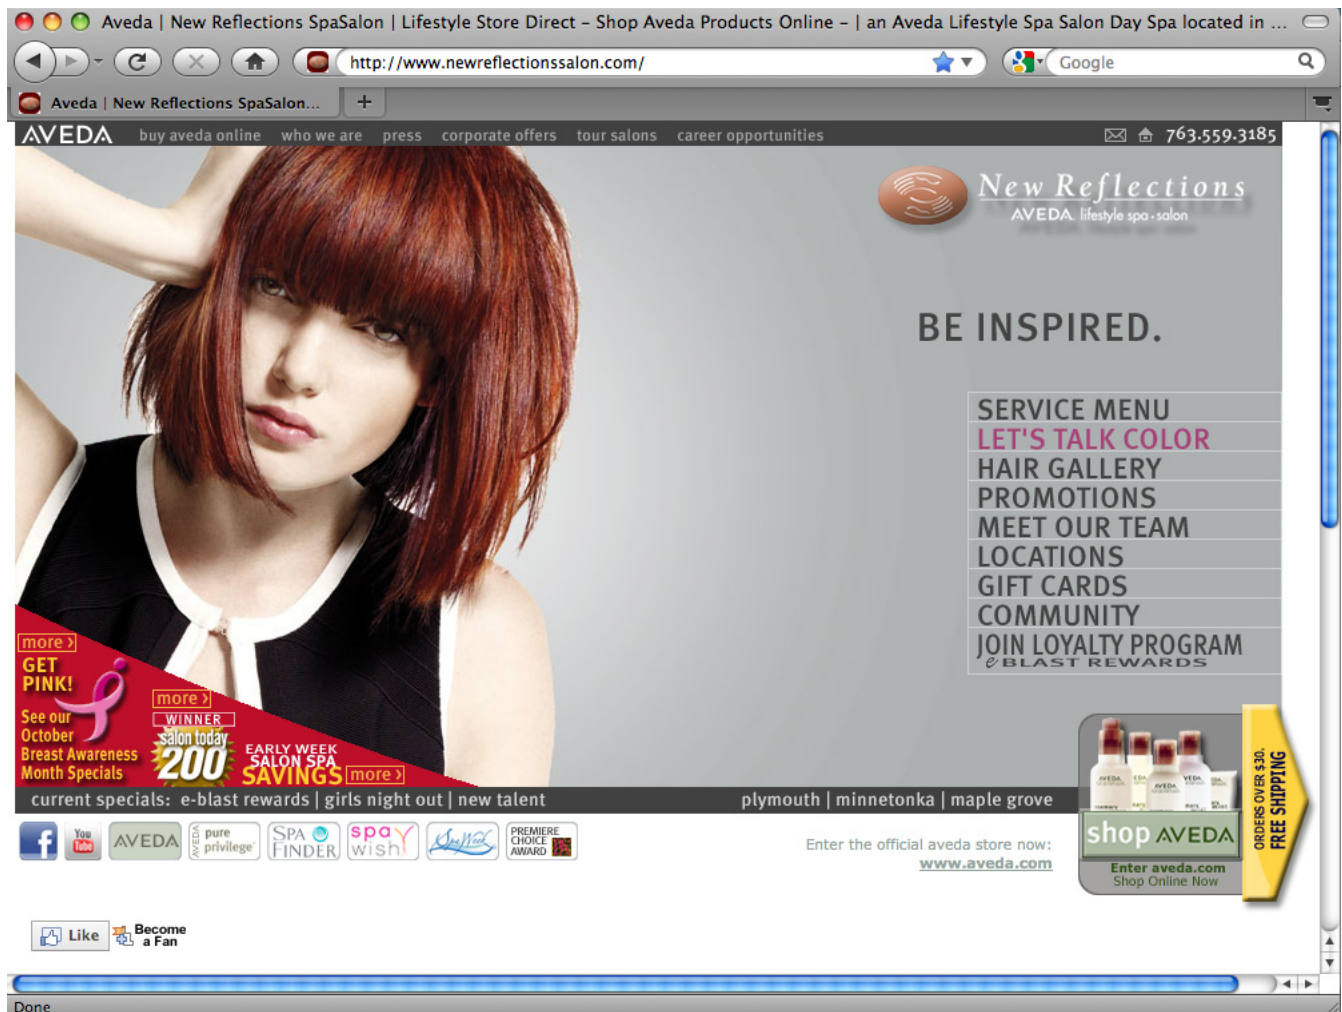 Aveda | New Reflections SpaSalon | Lifestyle Store Direct – Shop Aveda Products Online – | an Aveda Lifestyle Spa Salon Day Spa located in ...
http://www.newreflectionssalon.com/
Google
Aveda | New Reflections SpaSalon...
AVEDA buy aveda online who we are press corporate offers tour salons career opportunities 763.559.3185
New Reflections
AVEDA. lifestyle spa • salon
BE INSPIRED.
SERVICE MENU
LET'S TALK COLOR
HAIR GALLERY
PROMOTIONS
MEET OUR TEAM
LOCATIONS
GIFT CARDS
COMMUNITY
JOIN LOYALTY PROGRAM
e BLAST REWARDS
more >
GET
PINK!
See our
October
Breast Awareness
Month Specials
more >
WINNER
salon today
200
EARLY WEEK
SALON SPA
SAVINGS more >
current specials: e-blast rewards | girls night out | new talent
plymouth | minnetonka | maple grove
f
You
Tube
AVEDA
AVEDA
pure
privilege
SPA
FINDER
spa
wish
SpaWeek
PREMIERE
CHOICE
AWARD
Enter the official aveda store now:
www.aveda.com
shop AVEDA
Enter aveda.com
Shop Online Now
ORDERS OVER $30.
FREE SHIPPING
Like
Become
a Fan
Done